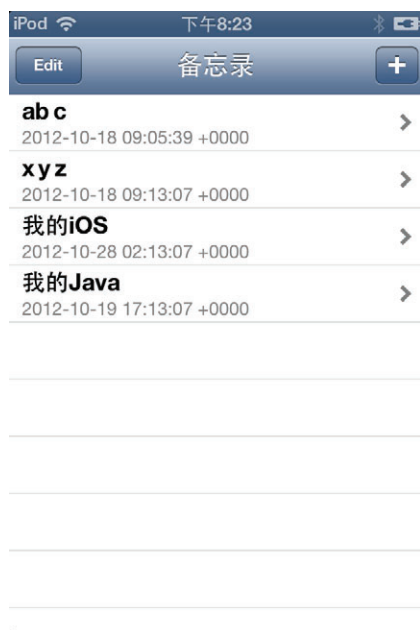 iPod 下午8:23
Edit 备忘录 +
ab c
2012-10-18 09:05:39 +0000
x y z
2012-10-18 09:13:07 +0000
我的iOS
2012-10-28 02:13:07 +0000
我的Java
2012-10-19 17:13:07 +0000